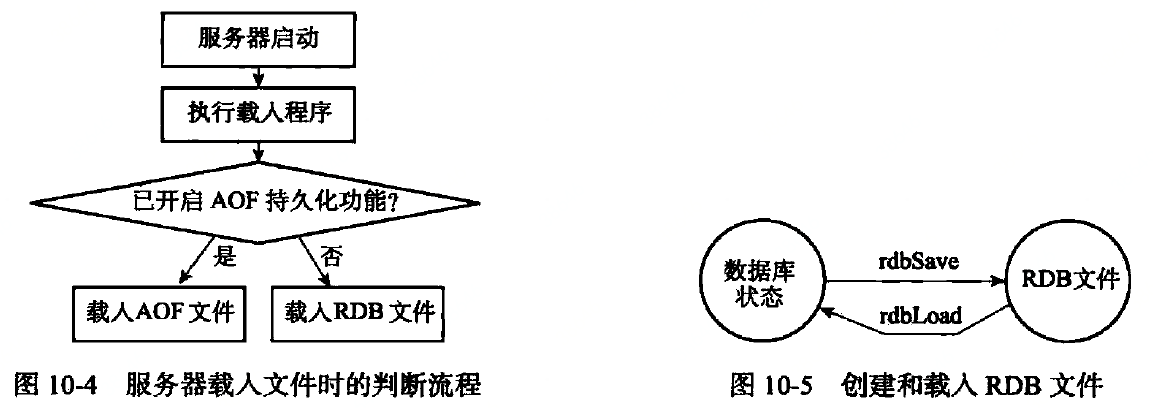 服务器启动
执行载入程序
已开启 AOF 持久化功能?
是
否
载入AOF 文件
载入RDB 文件
图 10-4 服务器载入文件时的判断流程
数据库
状态
rdbSave
RDB文件
rdbLoad
图 10-5 创建和载入 RDB 文件